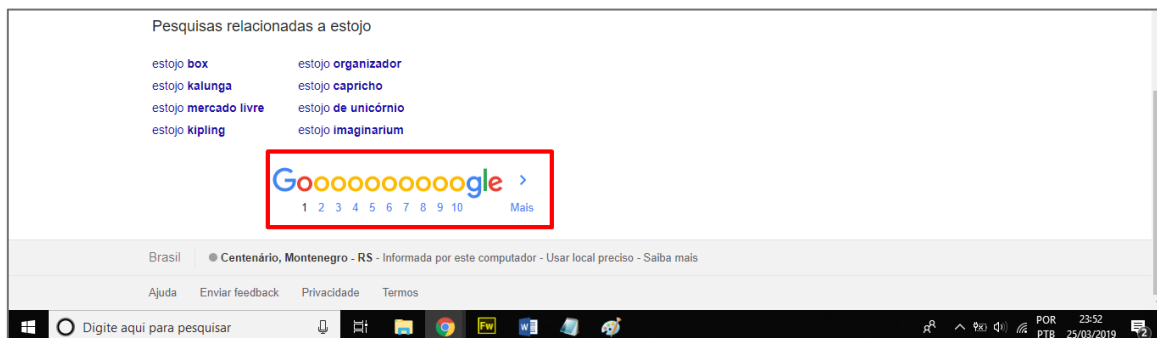 Pesquisas relacionadas a estojo
estojo box estojo organizador
estojo kalunga estojo capricho
estojo mercado livre estojo de unicórnio
estojo kipling estojo imaginarium
Goooooooooogle >
1 2 3 4 5 6 7 8 9 10 Mais
Brasil Centenário, Montenegro - RS - Informada por este computador - Usar local preciso - Saiba mais
Ajuda Enviar feedback Privacidade Termos
Digite aqui para pesquisar Fw W POR 23:52
PTB 25/03/2019 2